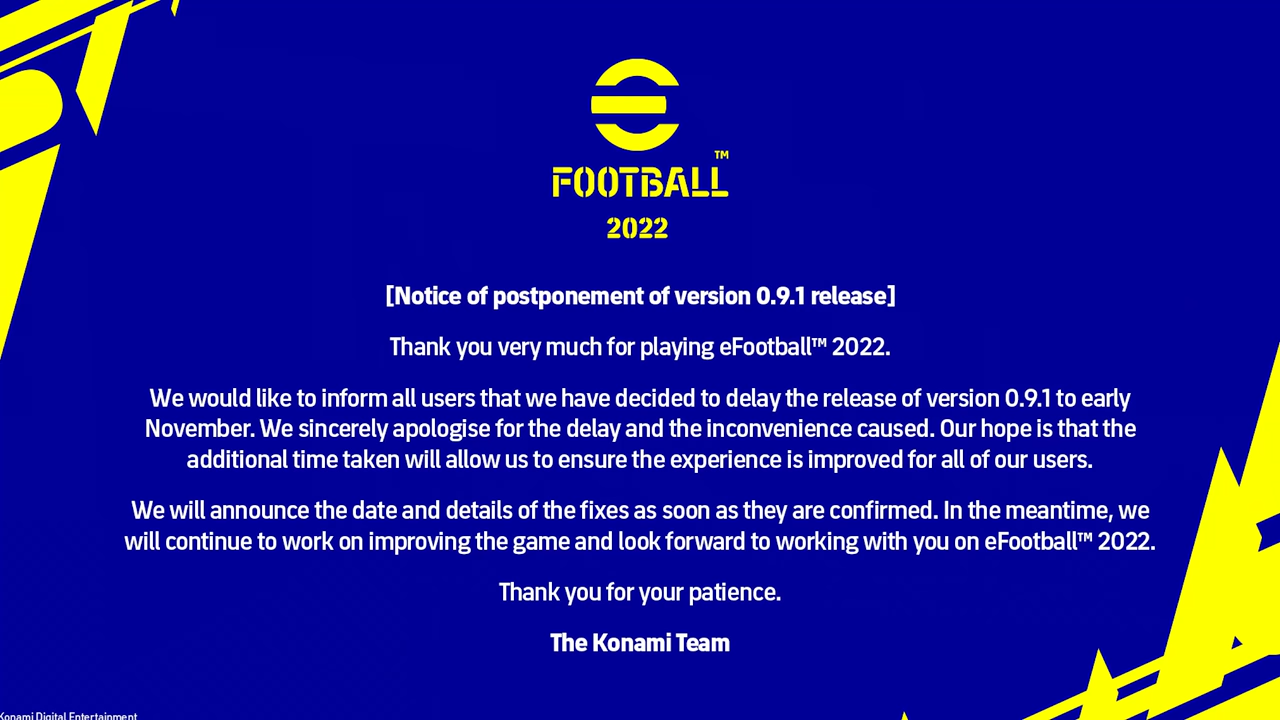 FOOTBALL™
2022
[Notice of postponement of version 0.9.1 release]
Thank you very much for playing eFootball™ 2022.
We would like to inform all users that we have decided to delay the release of version 0.9.1 to early
November. We sincerely apologise for the delay and the inconvenience caused. Our hope is that the
additional time taken will allow us to ensure the experience is improved for all of our users.
We will announce the date and details of the fixes as soon as they are confirmed. In the meantime, we
will continue to work on improving the game and look forward to working with you on eFootball™ 2022.
Thank you for your patience.
The Konami Team
Konami Digital Entertainment